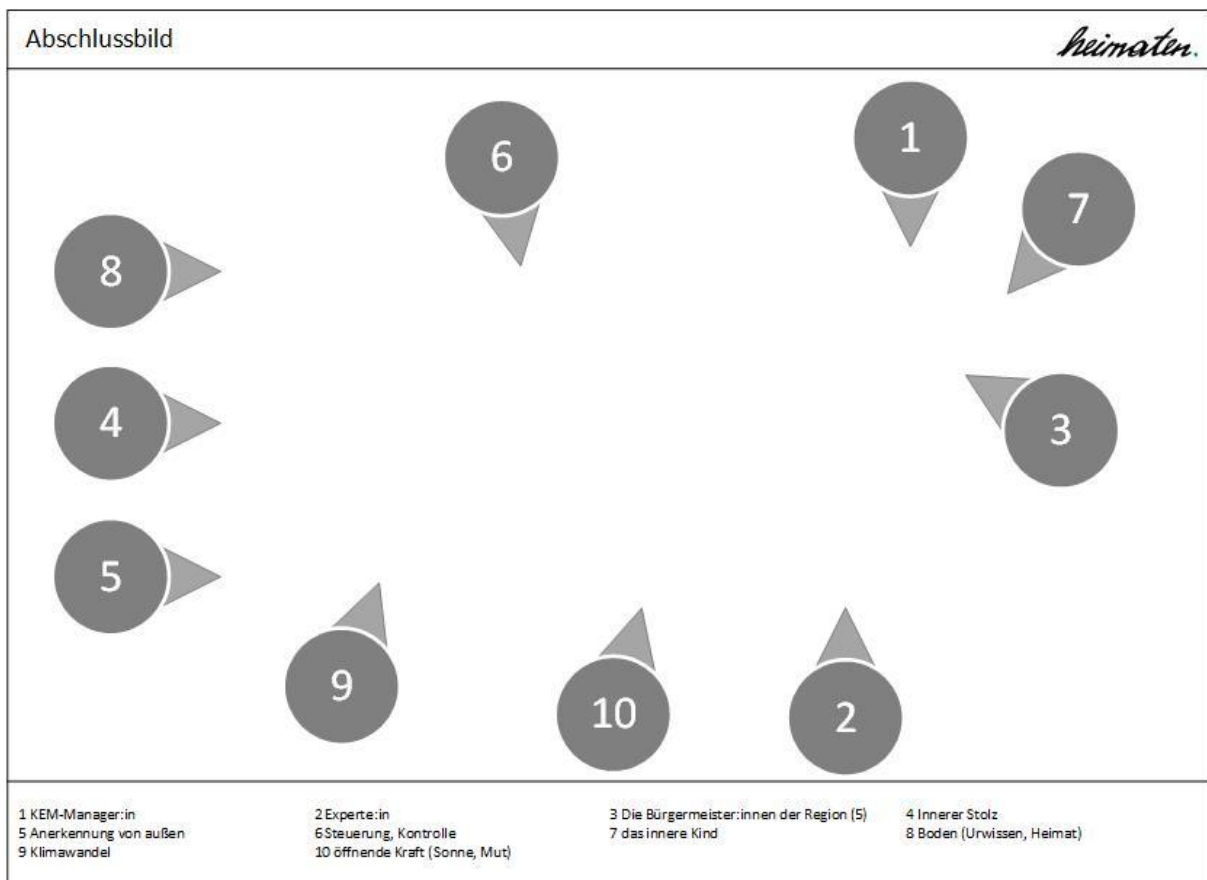 Abschlussbild
heimaten.
6
1
7
8
4
3
5
9
10
2
1 KEM-Manager:in
2 Experte:in
3 Die Bürgermeister:innen der Region (5)
4 Innerer Stolz
5 Anerkennung von außen
6 Steuerung, Kontrolle
7 das innere Kind
8 Boden (Urwissen, Heimat)
9 Klimawandel
10 öffnende Kraft (Sonne, Mut)